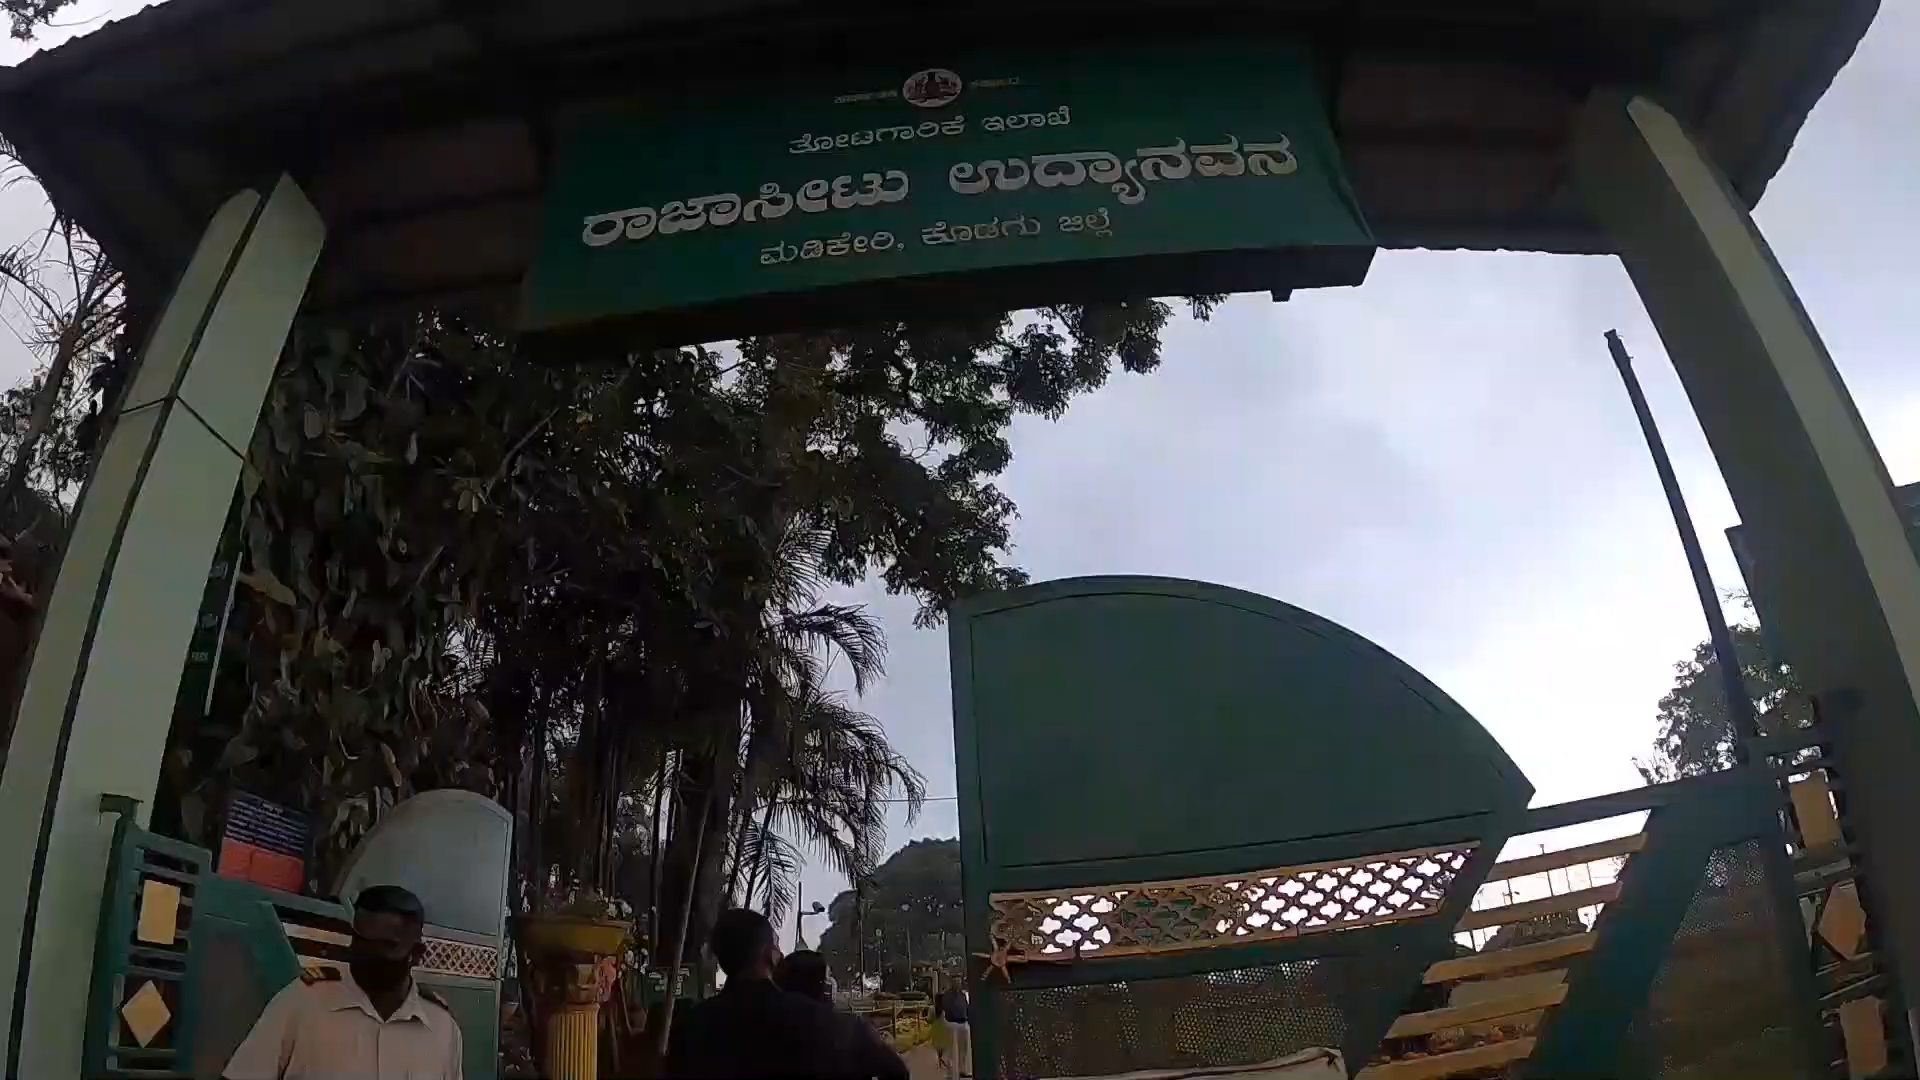 ತೋಟಗಾರಿಕೆ ಇಲಾಖೆ
ರಾಜಾಸೀಟು ಉದ್ಯಾನವನ
ಮಡಿಕೇರಿ, ಕೊಡಗು ಜಿಲ್ಲೆ